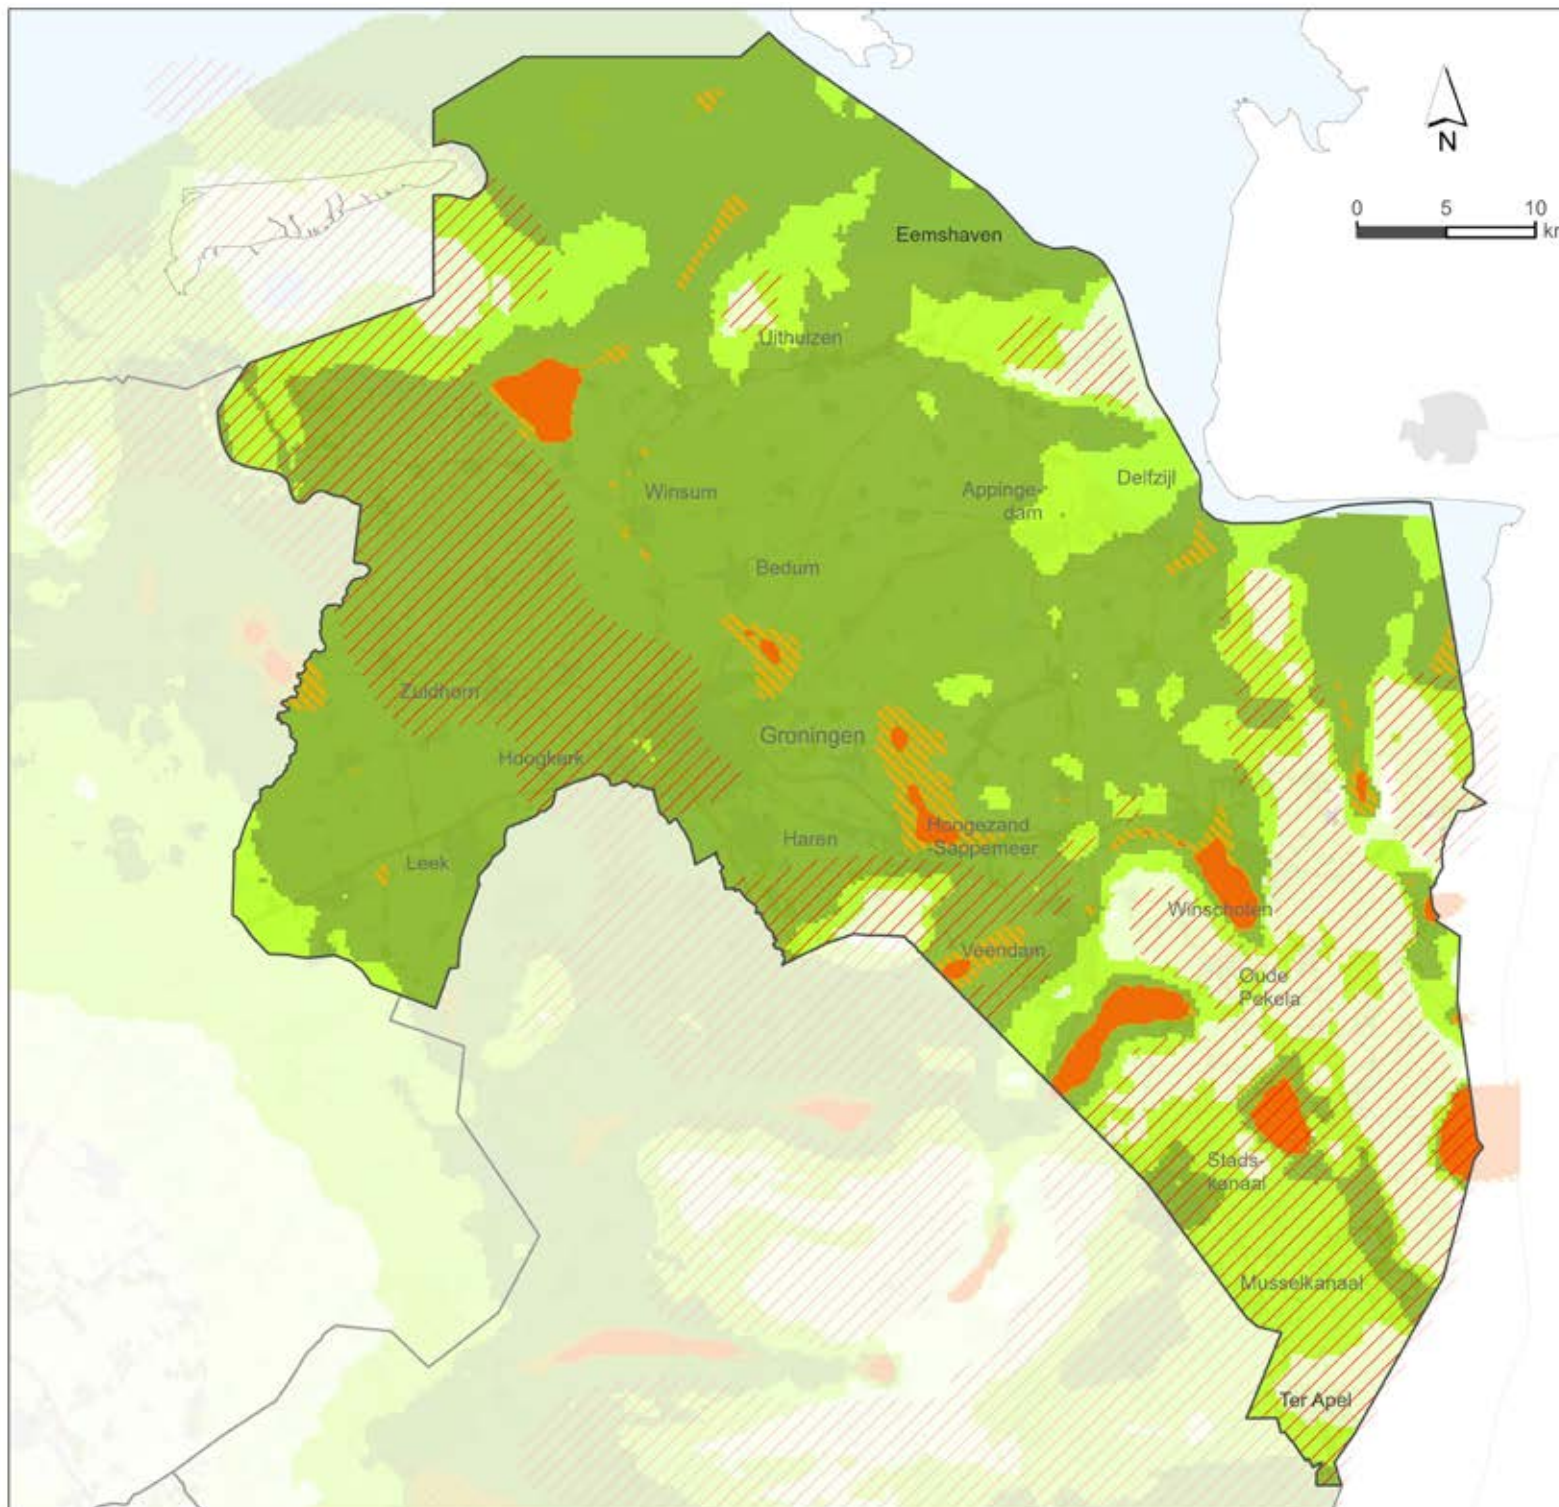 N
0 5 10
km
Eemshaven
Uithuizen
Winsum
Appinge-
dam
Delfzijl
Bedum
Zuidhorn
Groningen
Hoogkerk
Haren
Hoogezand
-Sappemeer
Leek
Winschoten
Veendam
Oude
Pekela
Stads-
kanaal
Musselkanaal
Ter Apel